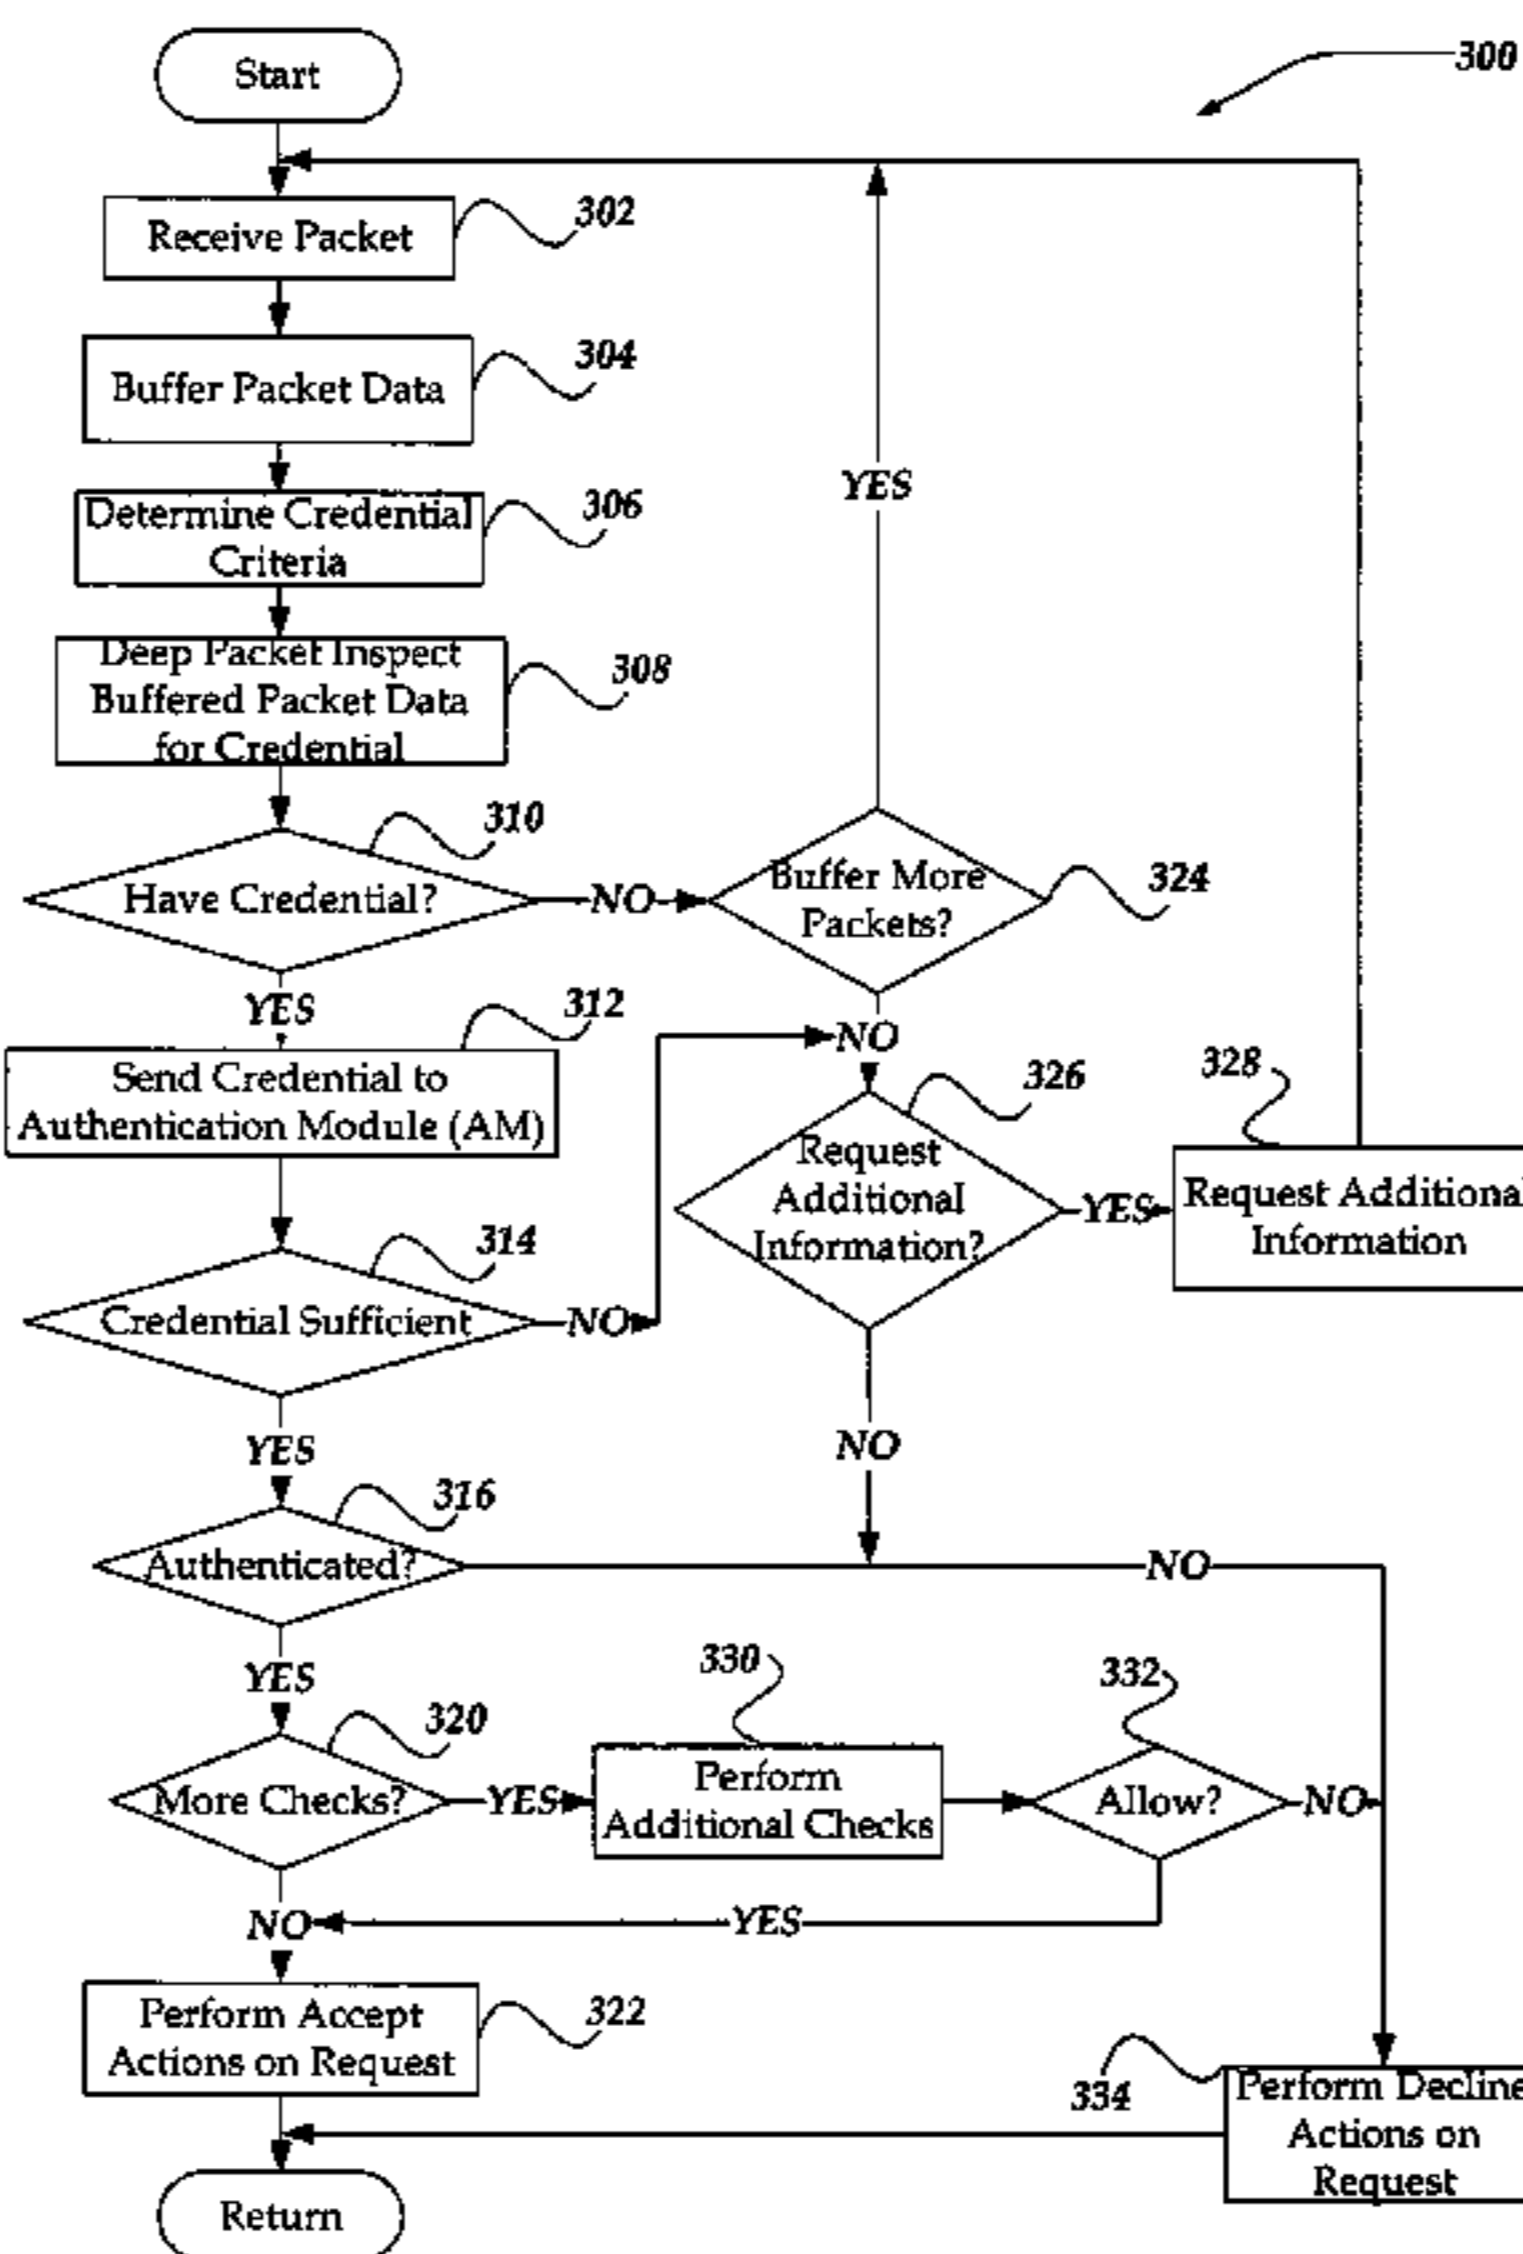 Start
300
Receive Packet
302
Buffer Packet Data
304
Determine Credential
Criteria
306
Deep Packet Inspect
Buffered Packet Data
for Credential
308
YES
Have Credential?
310
NO
Buffer More
Packets?
324
YES
NO
Send Credential to
Authentication Module (AM)
312
Request
Additional
Information?
326
YES
Request Additional
Information
328
Credential Sufficient
314
NO
YES
NO
Authenticated?
316
NO
YES
More Checks?
320
YES
Perform
Additional Checks
330
Allow?
332
NO
NO
YES
Perform Accept
Actions on Request
322
Perform Decline
Actions on
Request
334
Return